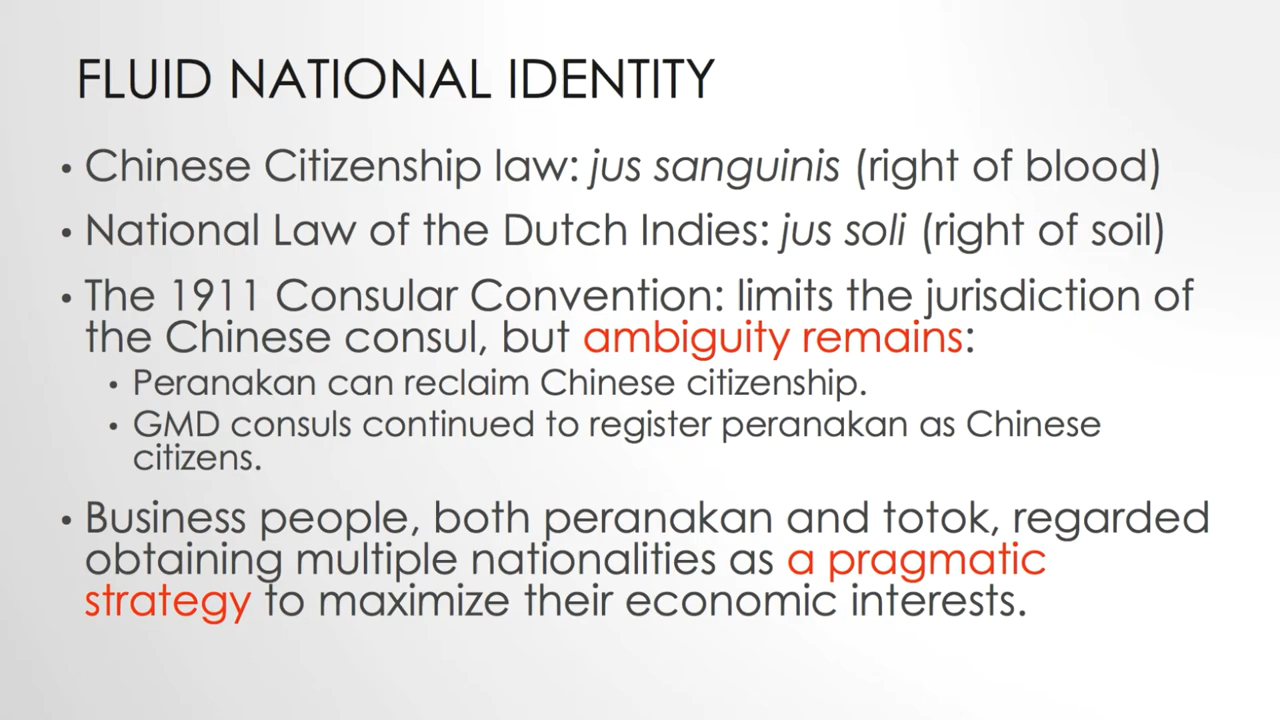 FLUID NATIONAL IDENTITY
• Chinese Citizenship law: jus sanguinis (right of blood)
• National Law of the Dutch Indies: jus soli (right of soil)
• The 1911 Consular Convention: limits the jurisdiction of
the Chinese consul, but ambiguity remains:
• Peranakan can reclaim Chinese citizenship.
• GMD consuls continued to register peranakan as Chinese
citizens.
• Business people, both peranakan and totok, regarded
obtaining multiple nationalities as a pragmatic
strategy to maximize their economic interests.